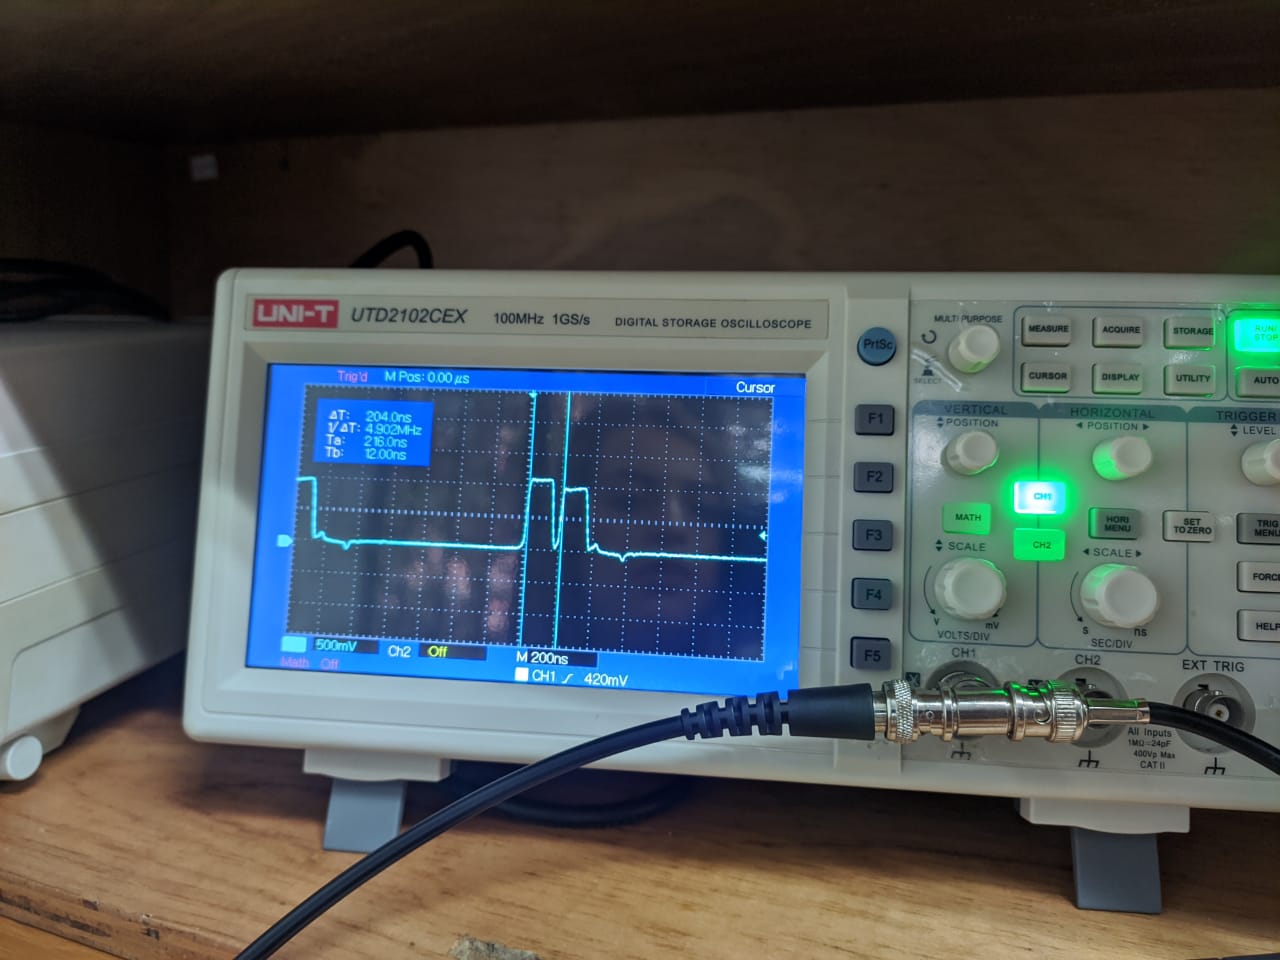 UNI-T UTD2102CEX 100MHz 1GS/s DIGITAL STORAGE OSCILLOSCOPE
Trig'd M Pos: 0.00 μs Cursor
ΔT: 204.0ns
1/ΔT: 4.902MHz
Ta: 216.0ns
Tb: 12.00ns
500mV Ch2 Off M 200ns
Math Off CH1 420mV
PrtSc
F1
F2
F3
F4
F5
MULTI PURPOSE
SELECT
MEASURE ACQUIRE STORAGE RUN/
STOP
CURSOR DISPLAY UTILITY AUTO
VERTICAL HORIZONTAL TRIGGER
POSITION POSITION LEVEL
CH1
MATH HORI
MENU SET
TO ZERO TRIG
MENU
CH2
SCALE SCALE FORCE
V mV S ns HELP
VOLTS/DIV SEC/DIV
CH1 CH2 EXT TRIG
X
All Inputs
1MΩ=24pF
400Vp Max
CAT II